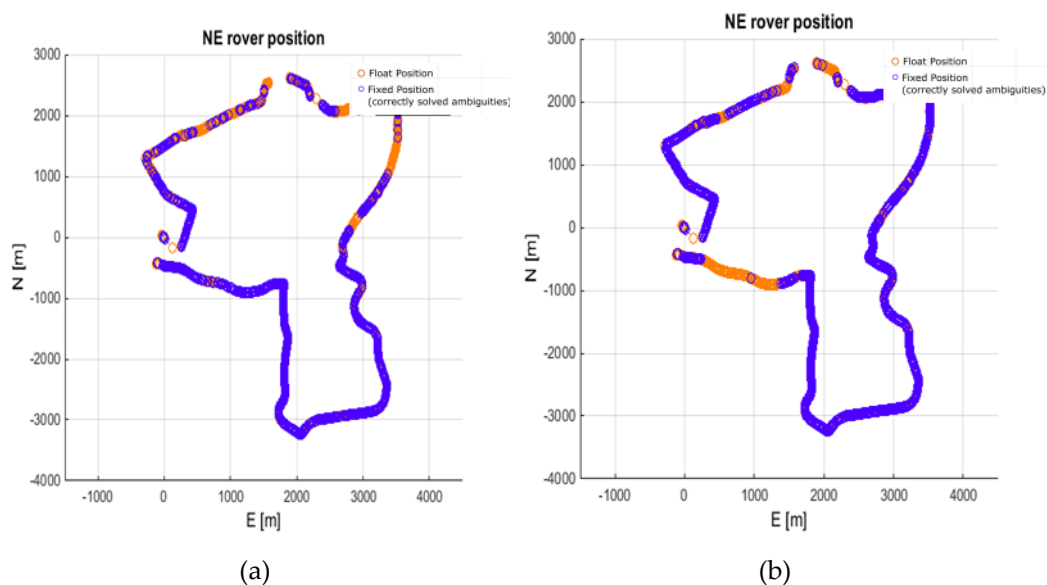 NE rover position
3000
2000
1000
0
-1000
-2000
-3000
-4000
N [m]
-1000 0 1000 2000 3000 4000
E [m]
Float Position
Fixed Position
(correctly solved ambiguities)
(a)
NE rover position
3000
2000
1000
0
-1000
-2000
-3000
-4000
N [m]
-1000 0 1000 2000 3000 4000
E [m]
Float Position
Fixed Position
(correctly solved ambiguities)
(b)